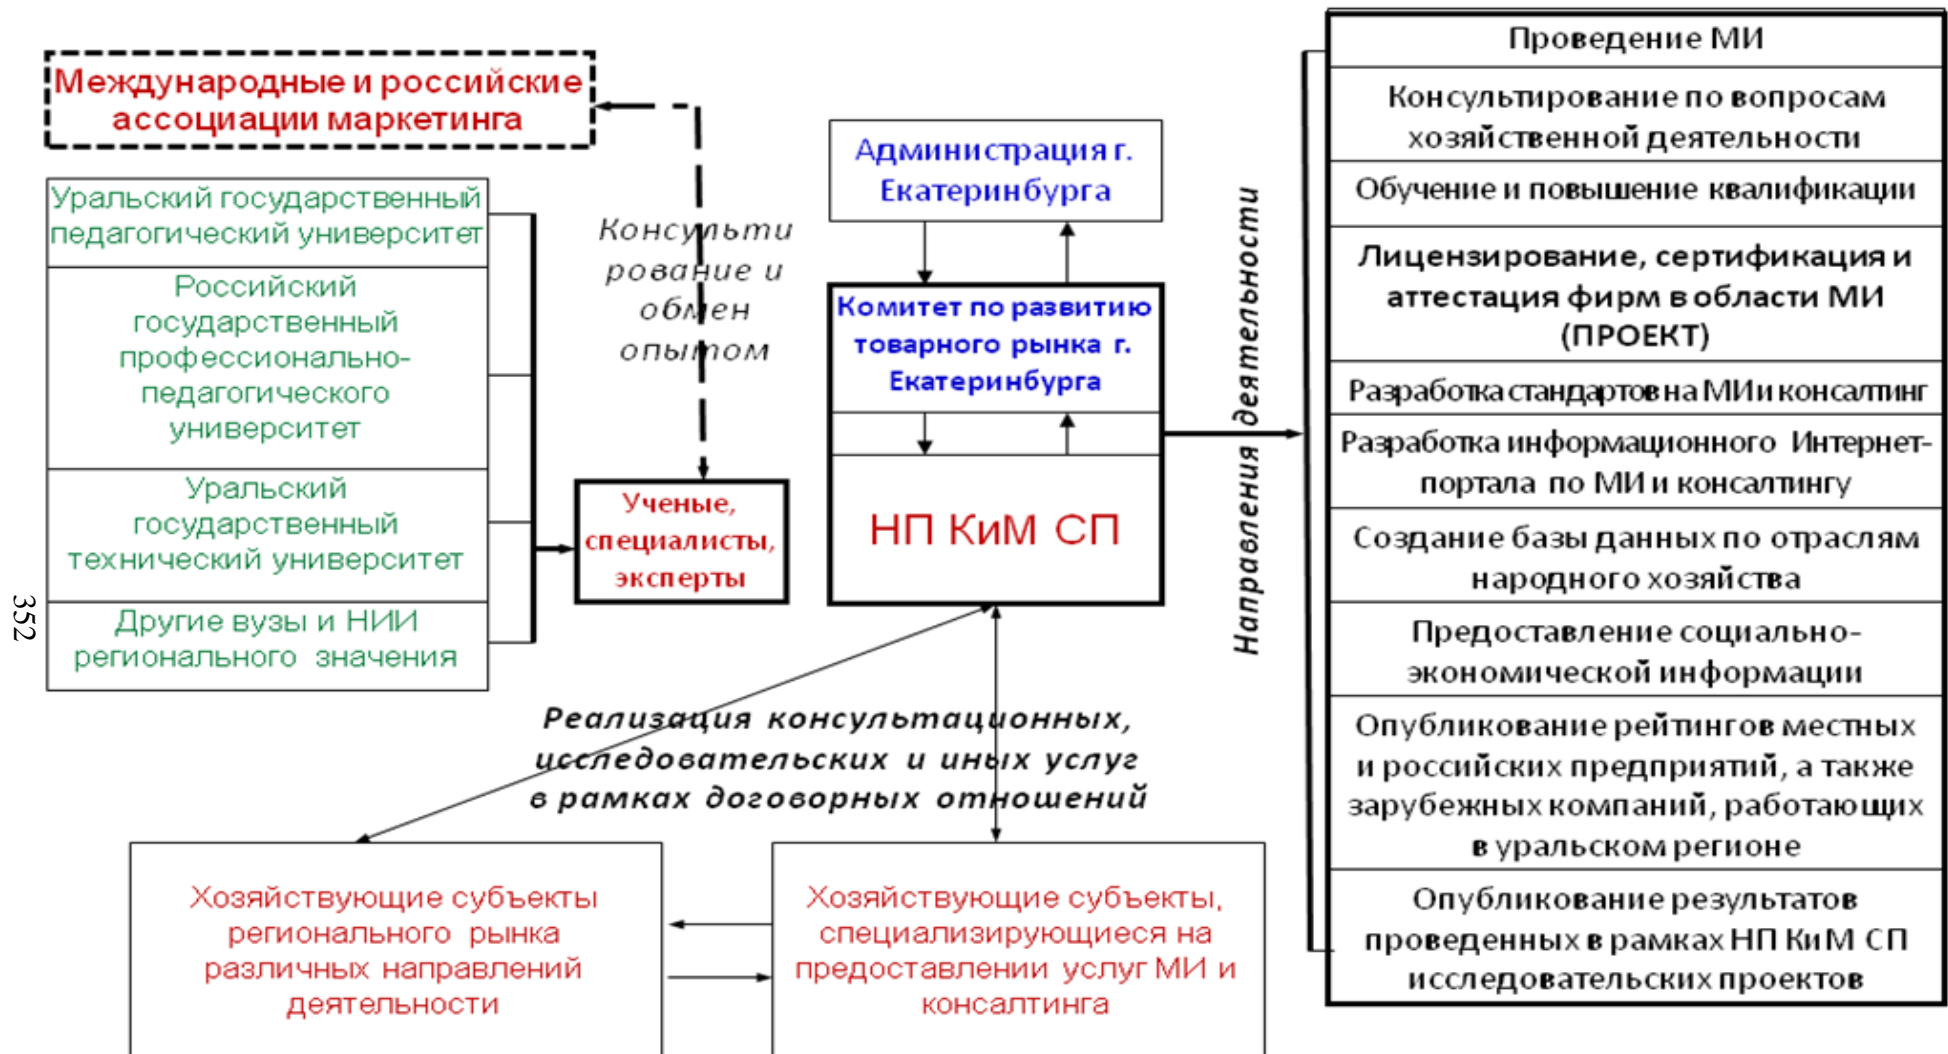 Международные и российские
ассоциации маркетинга
Уральский государственный
педагогический университет
Российский
государственный
профессионально-
педагогического
университет
Уральский
государственный
технический университет
Другие вузы и НИИ
регионального значения
352
Консульти
рование и
обмен
опытом
Ученые,
специалисты,
эксперты
Администрация г.
Екатеринбурга
Комитет по развитию
товарного рынка г.
Екатеринбурга
НП КиМ СП
Реализация консультационных,
исследовательских и иных услуг
в рамках договорных отношений
Хозяйствующие субъекты
регионального рынка
различных направлений
деятельности
Хозяйствующие субъекты,
специализирующиеся на
предоставлении услуг МИ и
консалтинга
Направления деятельности
Проведение МИ
Консультирование по вопросам
хозяйственной деятельности
Обучение и повышение квалификации
Лицензирование, сертификация и
аттестация фирм в области МИ
(ПРОЕКТ)
Разработка стандартов на МИ и консалтинг
Разработка информационного Интернет-
портала по МИ и консалтингу
Создание базы данных по отраслям
народного хозяйства
Предоставление социально-
экономической информации
Опубликование рейтингов местных
и российских предприятий, а также
зарубежных компаний, работающих
в уральском регионе
Опубликование результатов
проведенных в рамках НП КиМ СП
исследовательских проектов